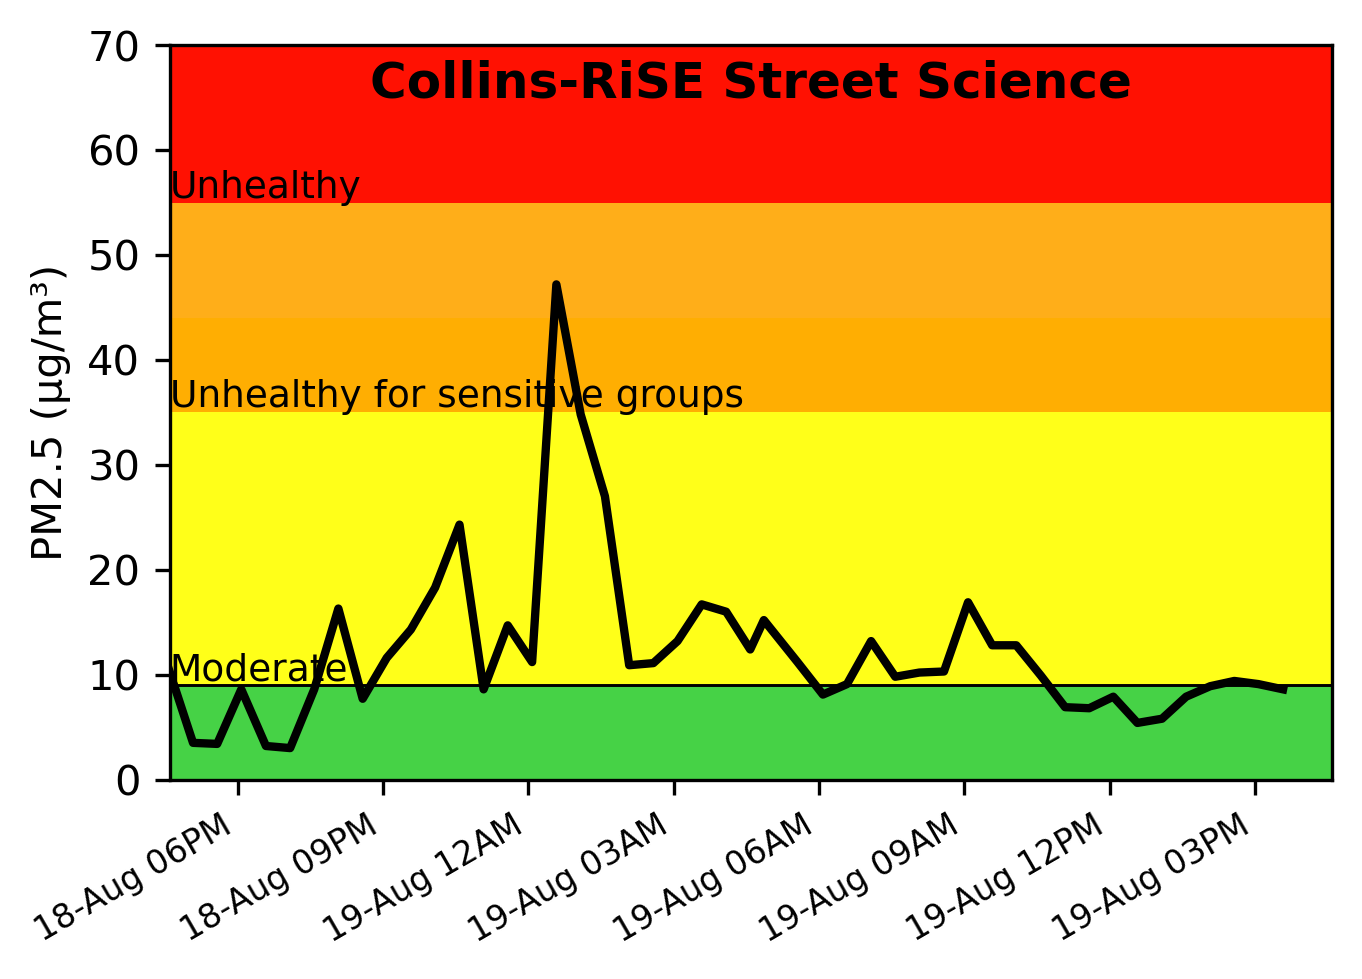 Collins-RiSE Street Science
PM2.5 (µg/m³)
70
60
50
40
30
20
10
0
Unhealthy
Unhealthy for sensitive groups
Moderate
18-Aug 06PM
18-Aug 09PM
19-Aug 12AM
19-Aug 03AM
19-Aug 06AM
19-Aug 09AM
19-Aug 12PM
19-Aug 03PM